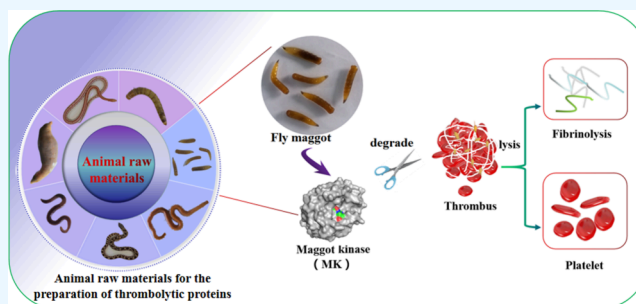 Animal raw
materials
Animal raw materials for the
preparation of thrombolytic proteins
Fly maggot
Maggot kinase
(MK)
degrade
lysis
Thrombus
Fibrinolysis
Platelet